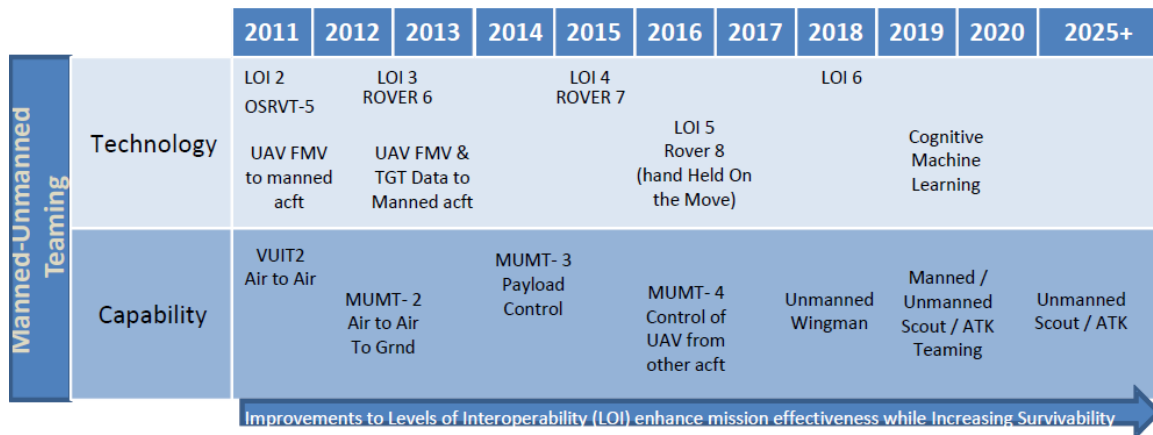 2011 2012 2013 2014 2015 2016 2017 2018 2019 2020 2025+
Manned-Unmanned
Teaming
Technology
LOI 2
OSRVT-5
UAV FMV
to manned
acft
LOI 3
ROVER 6
UAV FMV &
TGT Data to
Manned acft
LOI 4
ROVER 7
LOI 5
Rover 8
(hand Held On
the Move)
LOI 6
Cognitive
Machine
Learning
Capability
VUIT2
Air to Air
MUMT- 2
Air to Air
To Grnd
MUMT- 3
Payload
Control
MUMT- 4
Control of
UAV from
other acft
Unmanned
Wingman
Manned /
Unmanned
Scout / ATK
Teaming
Unmanned
Scout / ATK
Improvements to Levels of Interoperability (LOI) enhance mission effectiveness while Increasing Survivability